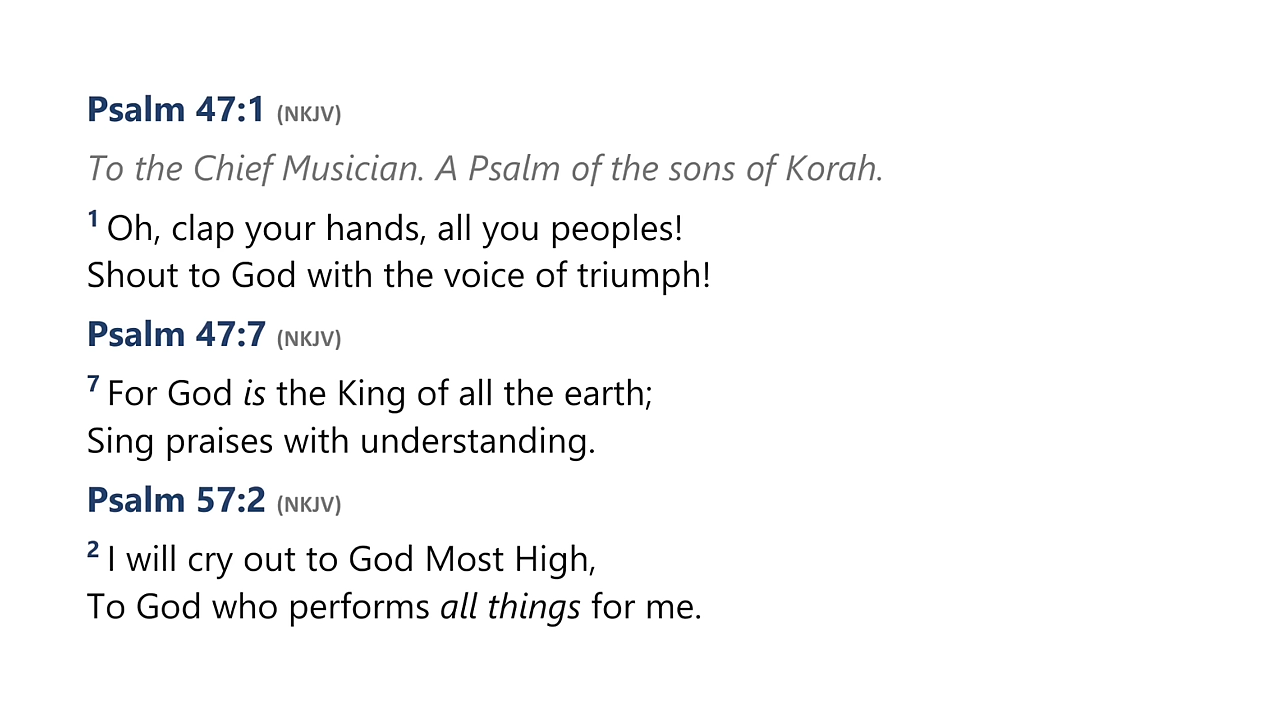 Psalm 47:1 (NKJV)
To the Chief Musician. A Psalm of the sons of Korah.
1 Oh, clap your hands, all you peoples!
Shout to God with the voice of triumph!
Psalm 47:7 (NKJV)
7 For God is the King of all the earth;
Sing praises with understanding.
Psalm 57:2 (NKJV)
2 I will cry out to God Most High,
To God who performs all things for me.